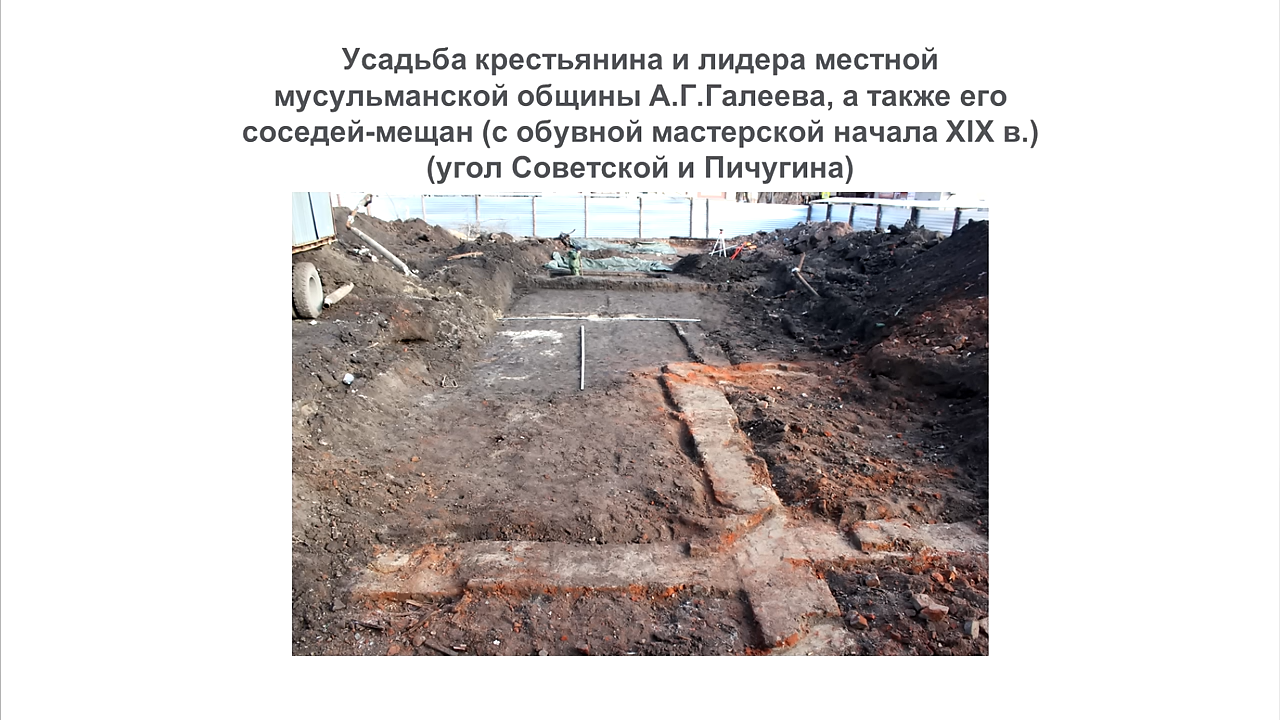 Усадьба крестьянина и лидера местной
мусульманской общины А.Г.Галеева, а также его
соседей-мещан (с обувной мастерской начала XIX в.)
(угол Советской и Пичугина)